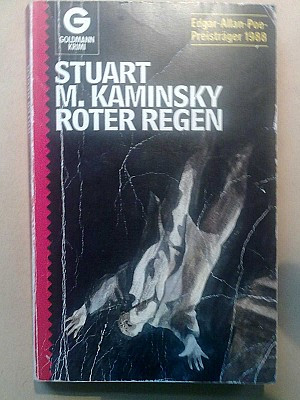 G
GOLDMANN
KRIMI
Edgar-Allan-Poe-
Preisträger 1988
STUART
M. KAMINSKY
ROTER REGEN